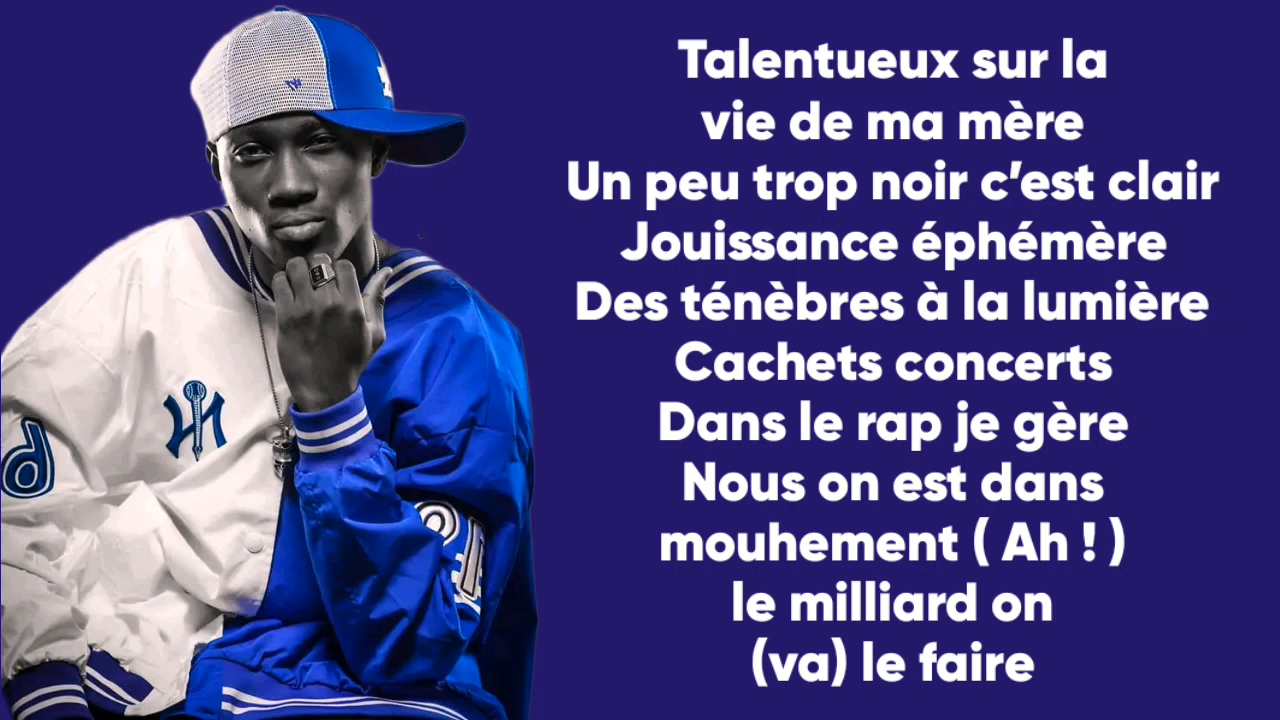 Talentueux sur la
vie de ma mère
Un peu trop noir c’est clair
Jouissance éphémère
Des ténèbres à la lumière
Cachets concerts
Dans le rap je gère
Nous on est dans
mouhement ( Ah ! )
le milliard on
(va) le faire